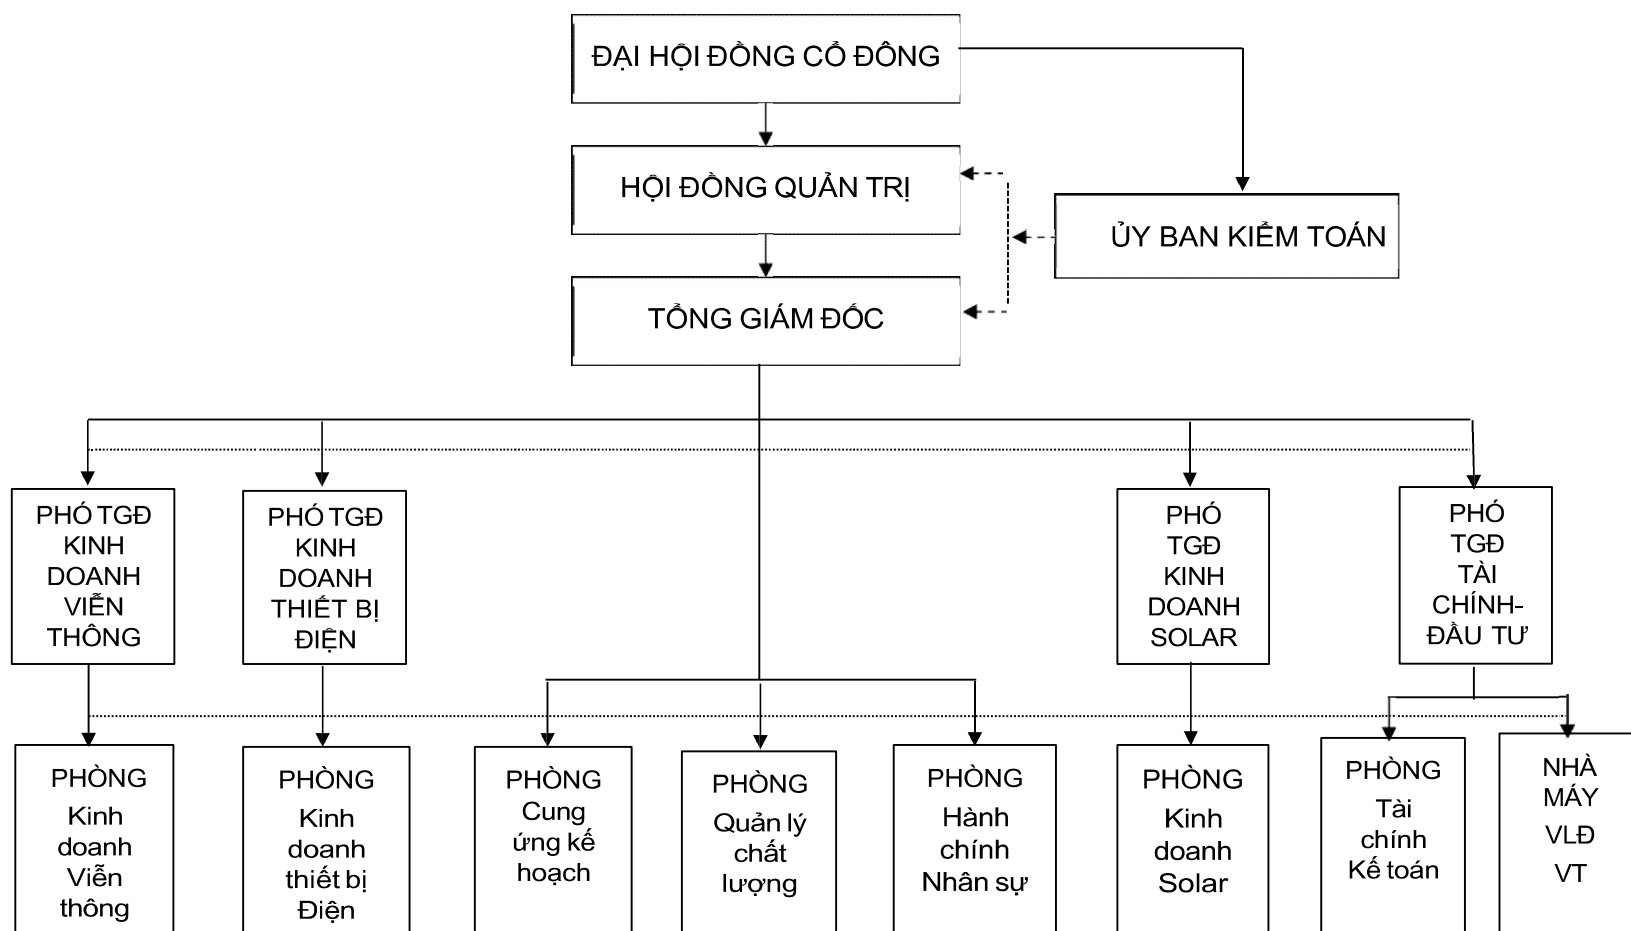 ĐẠI HỘI ĐỒNG CỔ ĐÔNG
HỘI ĐỒNG QUẢN TRỊ
ỦY BAN KIỂM TOÁN
TỔNG GIÁM ĐỐC
PHÓ TGĐ
KINH
DOANH
VIỄN
THÔNG
PHÓ TGĐ
KINH
DOANH
THIẾT BỊ
ĐIỆN
PHÓ
TGĐ
KINH
DOANH
SOLAR
PHÓ
TGĐ
TÀI
CHÍNH-
ĐẦU TƯ
PHÒNG
Kinh
doanh
Viễn
thông
PHÒNG
Kinh
doanh
thiết bị
Điện
PHÒNG
Cung
ứng kế
hoạch
PHÒNG
Quản lý
chất
lượng
PHÒNG
Hành
chính
Nhân sự
PHÒNG
Kinh
doanh
Solar
PHÒNG
Tài
chính
Kế toán
NHÀ
MÁY
VLĐ
VT